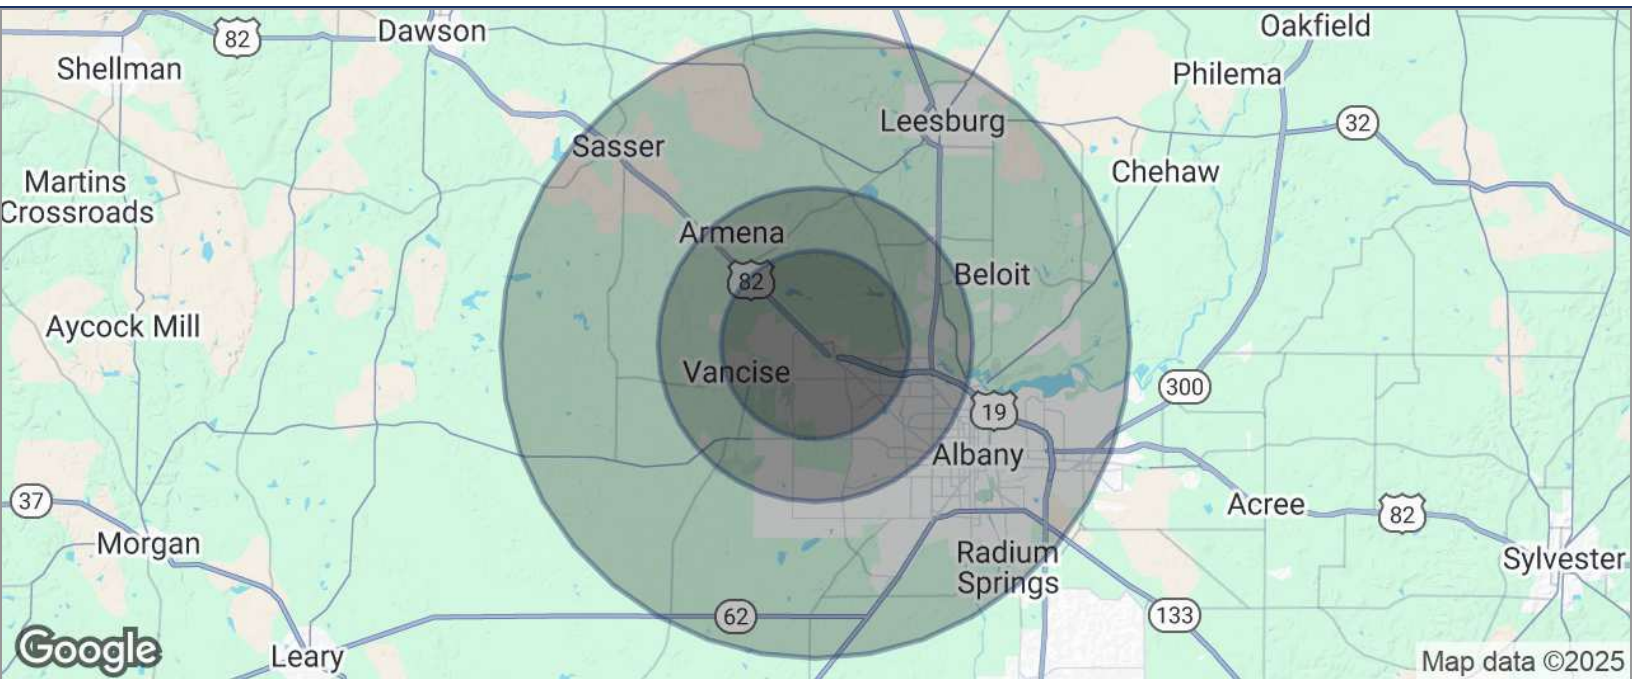 Oakfield
82
Dawson
Shellman
Philema
Leesburg
32
Sasser
Chehaw
Martins
Crossroads
Armena
82
Beloit
Aycock Mill
Vancise
300
19
Albany
37
Acree
82
Morgan
Radium
Springs
Sylvester
62
133
Leary
Google
Map data ©2025